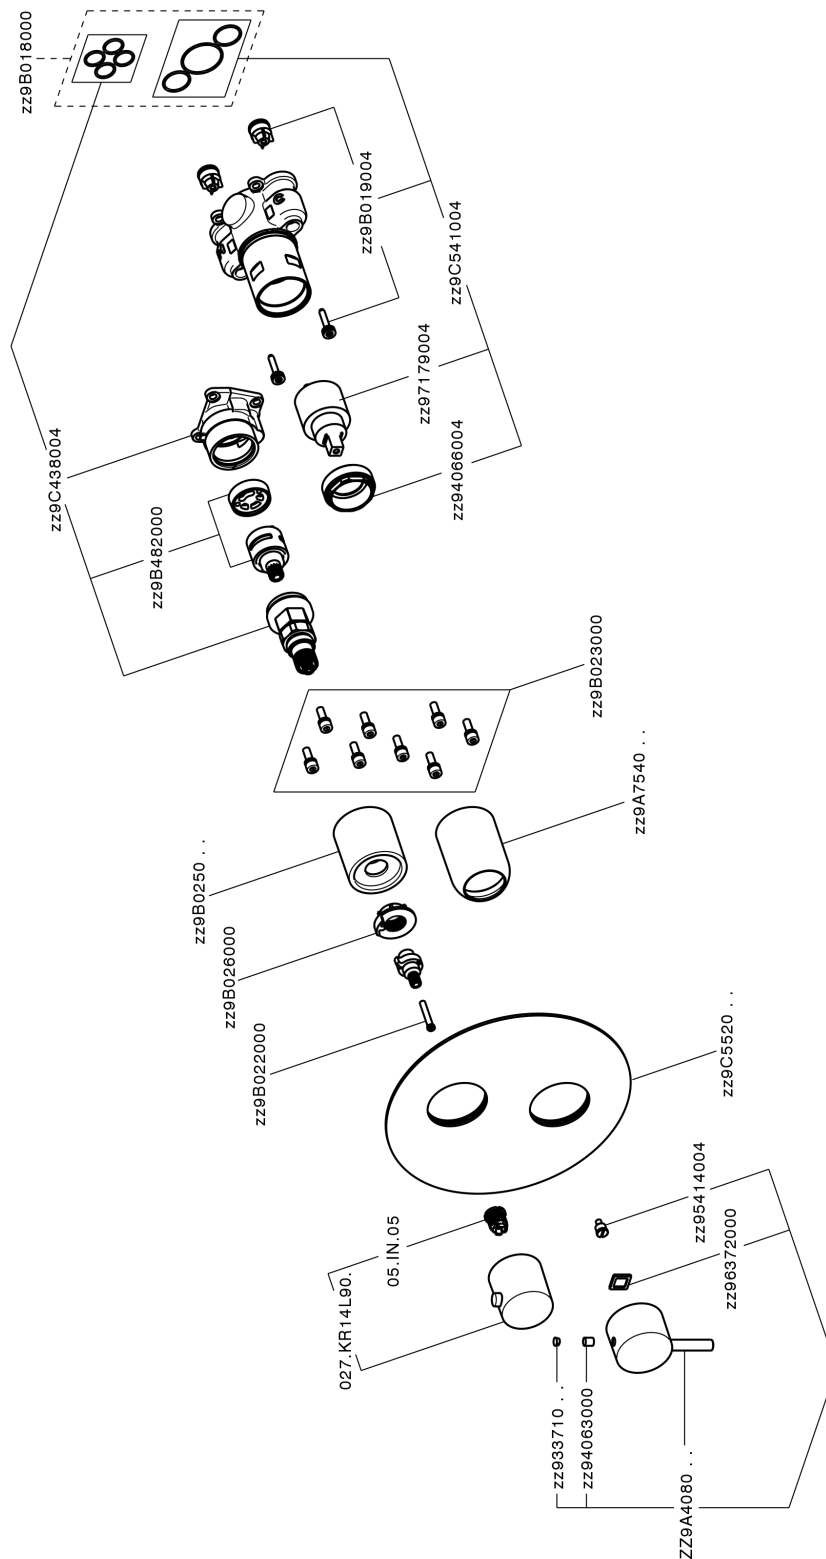 zz9B018000
zz9B019004
zz9C541004
zz97179004
zz94066004
zz9C438004
zz9B482000
zz9B023000
zz9A7540 . .
zz9B0250 . .
zz9B026000
zz9B022000
zz9C5520 . .
zz95414004
zz96372000
05.IN.05
027.KR14L90.
zz933710 . .
zz94063000
ZZ9A4080 . .